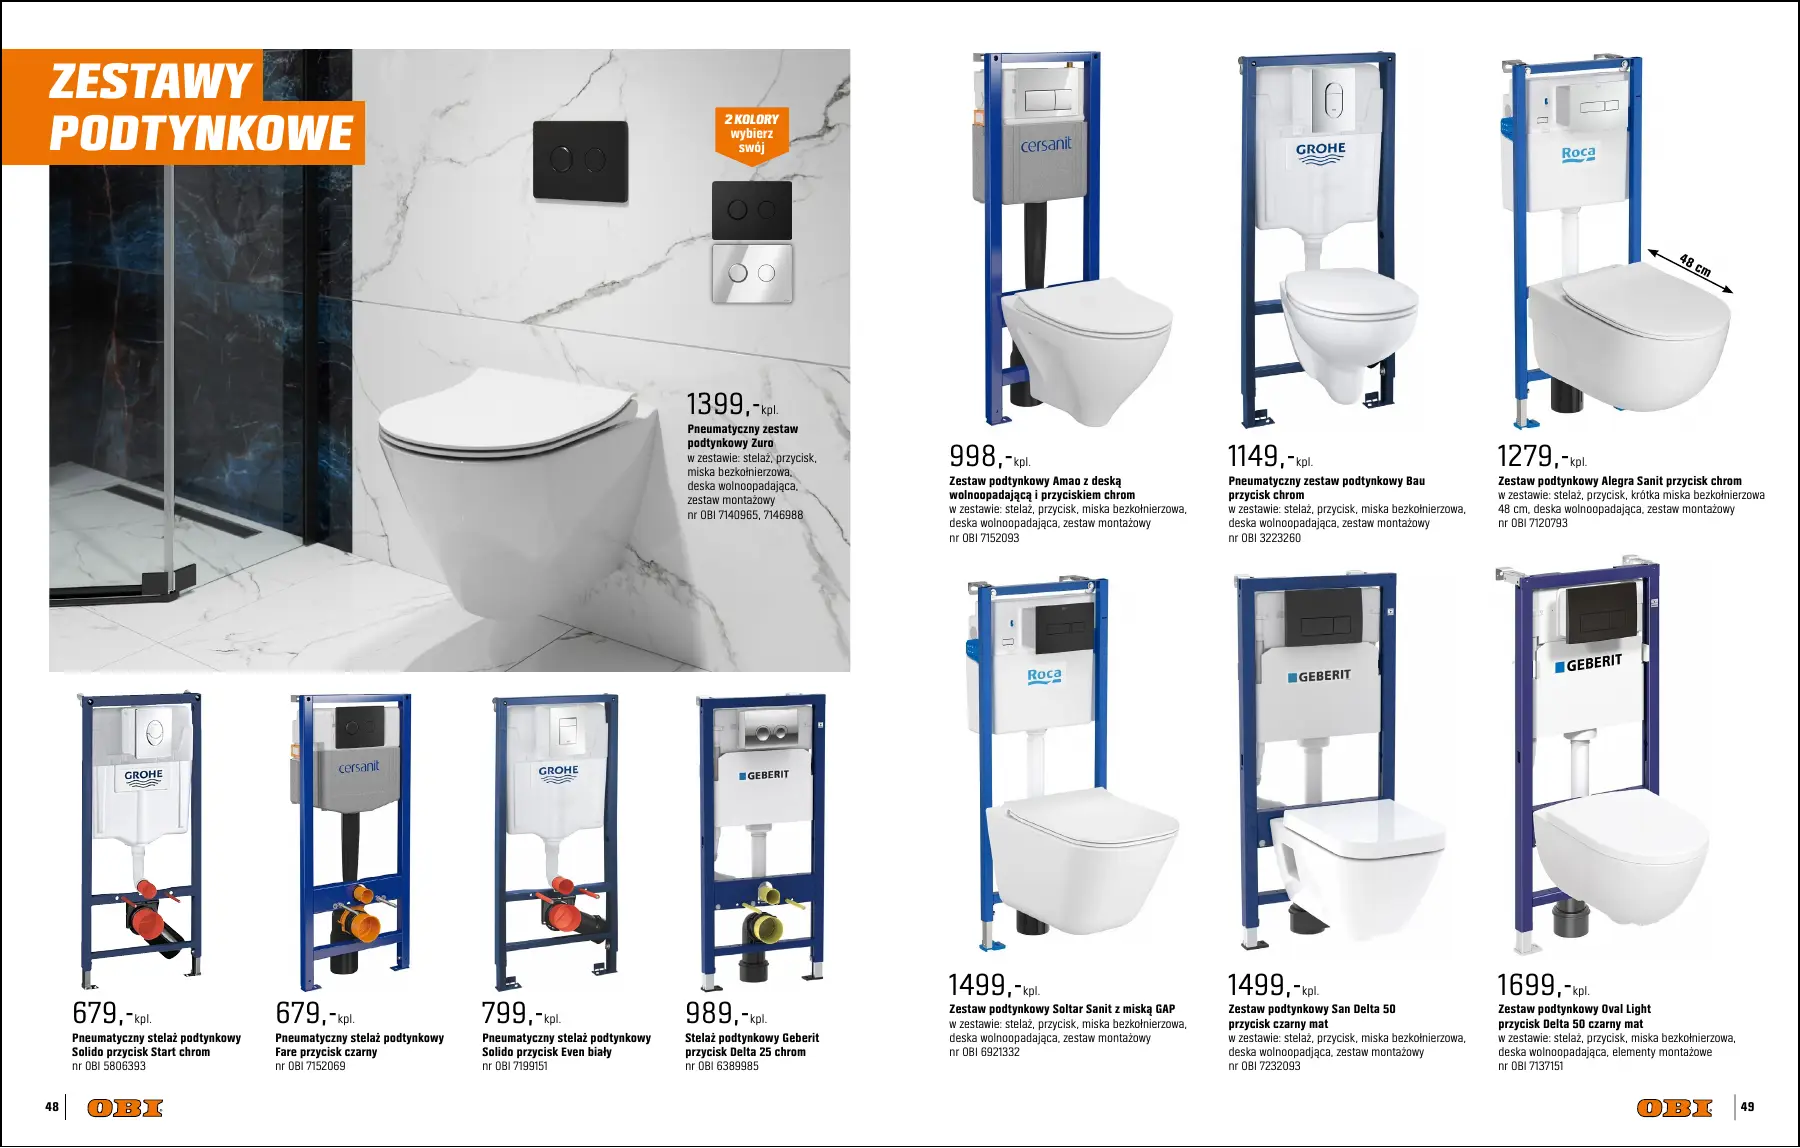 ZESTAWY
PODTYNKOWE
2 KOLORY
wybierz
swój
1399,-kpl.
Pneumatyczny zestaw
podtynkowy Zuro
w zestawie: stelaż, przycisk,
miska bezkołnierzowa,
deska wolnoopadająca,
zestaw montażowy
nr OBI 7140965, 7146988
GROHE
cersanit
GROHE
GEBERIT
679,-kpl.
Pneumatyczny stelaż podtynkowy
Solido przycisk Start chrom
nr OBI 5806393
679,-kpl.
Pneumatyczny stelaż podtynkowy
Fare przycisk czarny
nr OBI 7152069
799,-kpl.
Pneumatyczny stelaż podtynkowy
Solido przycisk Even biały
nr OBI 7199151
989,-kpl.
Stelaż podtynkowy Geberit
przycisk Delta 25 chrom
nr OBI 6389985
48
OBI
cersanit
GROHE
Roca
48 cm
998,-kpl.
Zestaw podtynkowy Amao z deską
wolnoopadającą i przyciskiem chrom
w zestawie: stelaż, przycisk, miska bezkołnierzowa,
deska wolnoopadająca, zestaw montażowy
nr OBI 7152093
1149,-kpl.
Pneumatyczny zestaw podtynkowy Bau
przycisk chrom
w zestawie: stelaż, przycisk, miska bezkołnierzowa,
deska wolnoopadająca, zestaw montażowy
nr OBI 3223260
1279,-kpl.
Zestaw podtynkowy Alegra Sanit przycisk chrom
w zestawie: stelaż, przycisk, krótka miska bezkołnierzowa
48 cm, deska wolnoopadająca, zestaw montażowy
nr OBI 7120793
Roca
GEBERIT
GEBERIT
1499,-kpl.
Zestaw podtynkowy Soltar Sanit z miską GAP
w zestawie: stelaż, przycisk, miska bezkołnierzowa,
deska wolnoopadająca, zestaw montażowy
nr OBI 6921332
1499,-kpl.
Zestaw podtynkowy San Delta 50
przycisk czarny mat
w zestawie: stelaż, przycisk, miska bezkołnierzowa,
deska wolnoopadjąca, zestaw montażowy
nr OBI 7232093
1699,-kpl.
Zestaw podtynkowy Oval Light
przycisk Delta 50 czarny mat
w zestawie: stelaż, przycisk, miska bezkołnierzowa,
deska wolnoopadająca, elementy montażowe
nr OBI 7137151
OBI
49